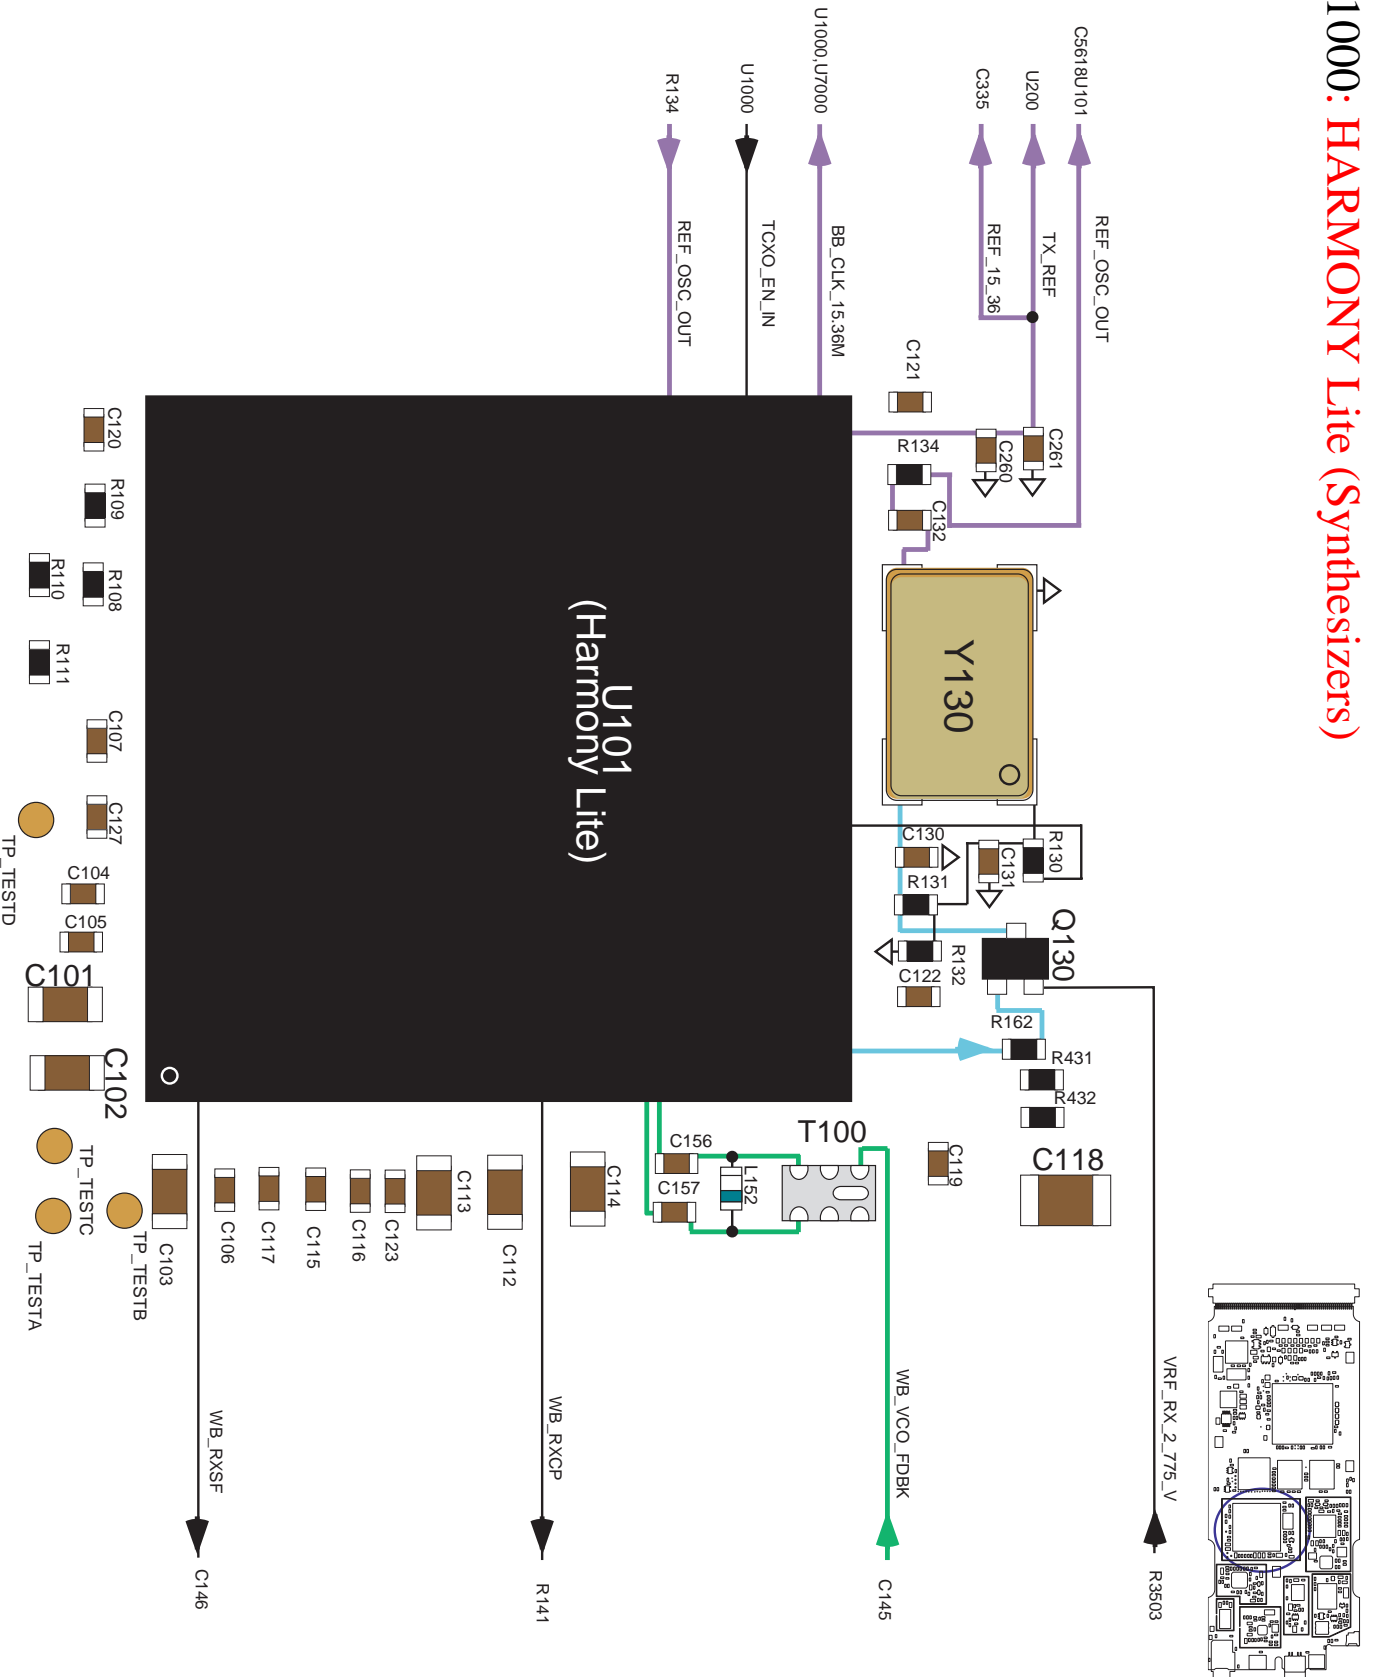 1000: HARMONY Lite (Synthesizers)
C5618U101
U200
C335
U1000,U7000
U1000
R134
REF_OSC_OUT
TX_REF
REF_15_36
BB_CLK_15.36M
TCXO_EN_IN
REF_OSC_OUT
C121
R134
C260
C261
C132
Y130
U101
(Harmony Lite)
C120
R109
R110
R108
R111
C107
C127
TP_TESTD
C104
C105
C101
C102
C130
C131
R130
R131
R132
C122
Q130
R162
R431
R432
C118
C119
T100
C156
C157
L152
C114
C112
C113
C123
C116
C115
C117
C106
C103
TP_TESTB
TP_TESTC
TP_TESTA
WB_RXSF
C146
WB_RXCP
R141
WB_VCO_FDBK
C145
VRF_RX_2_775_V
R3503